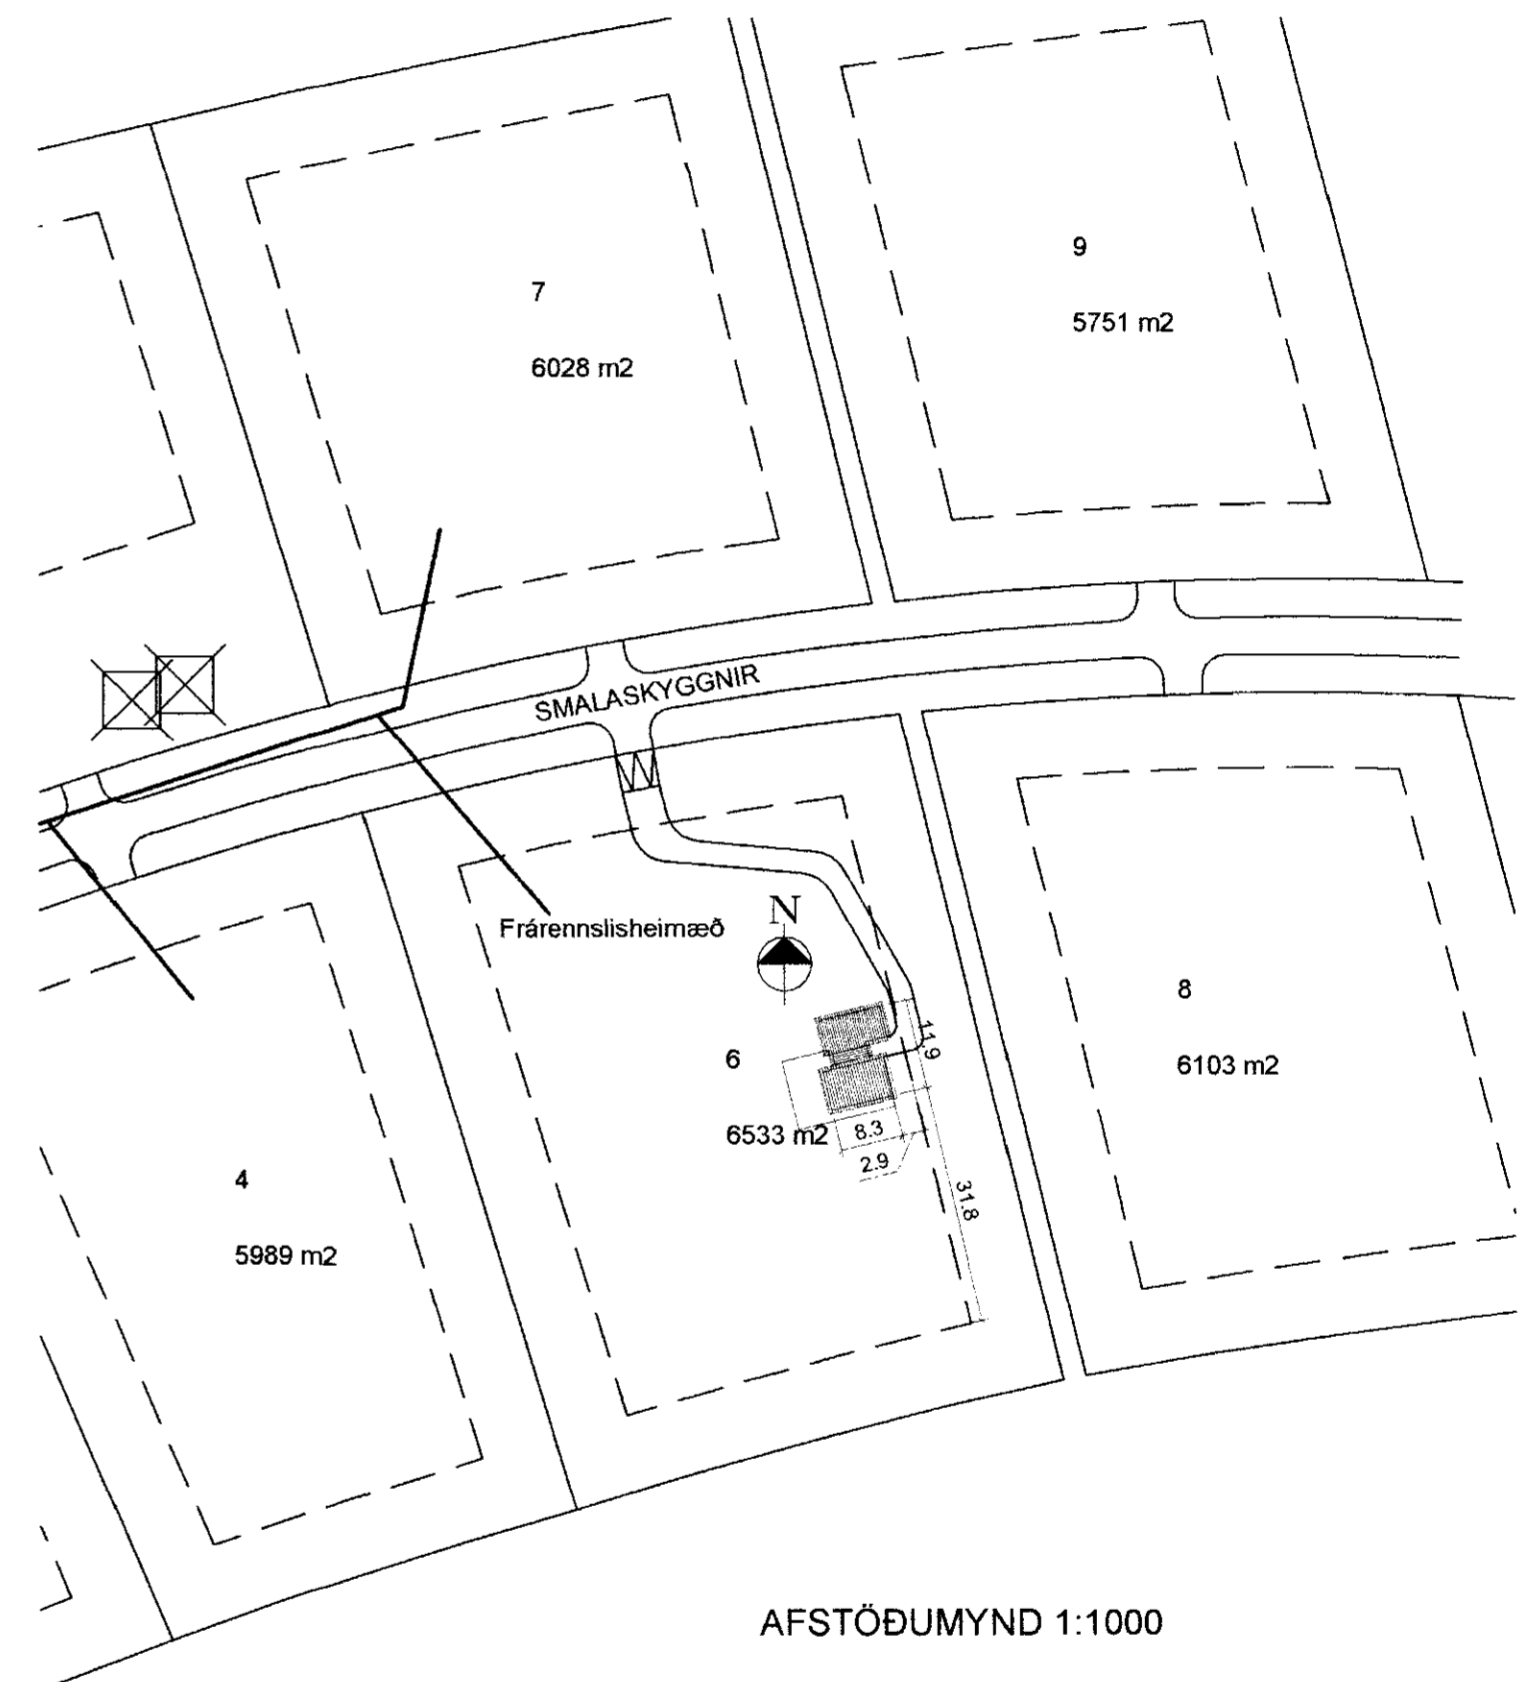 9
5751 m2
7
6028 m2
SMALASKYGGNIR
N
Frárennslisheimæð
8
6103 m2
6
6533 m2
11.9
8.3
2.9
31.8
4
5989 m2
AFSTÖÐUMYND 1:1000